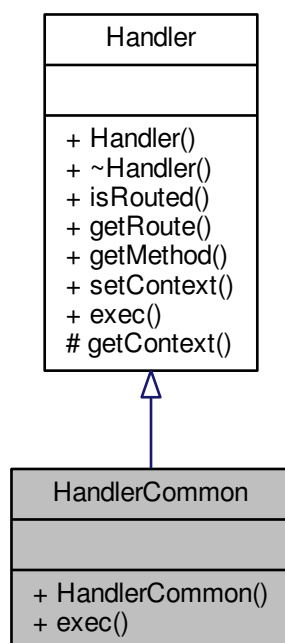 Handler
+ Handler()
+ ~Handler()
+ isRouted()
+ getRoute()
+ getMethod()
+ setContext()
+ exec()
# getContext()
HandlerCommon
+ HandlerCommon()
+ exec()